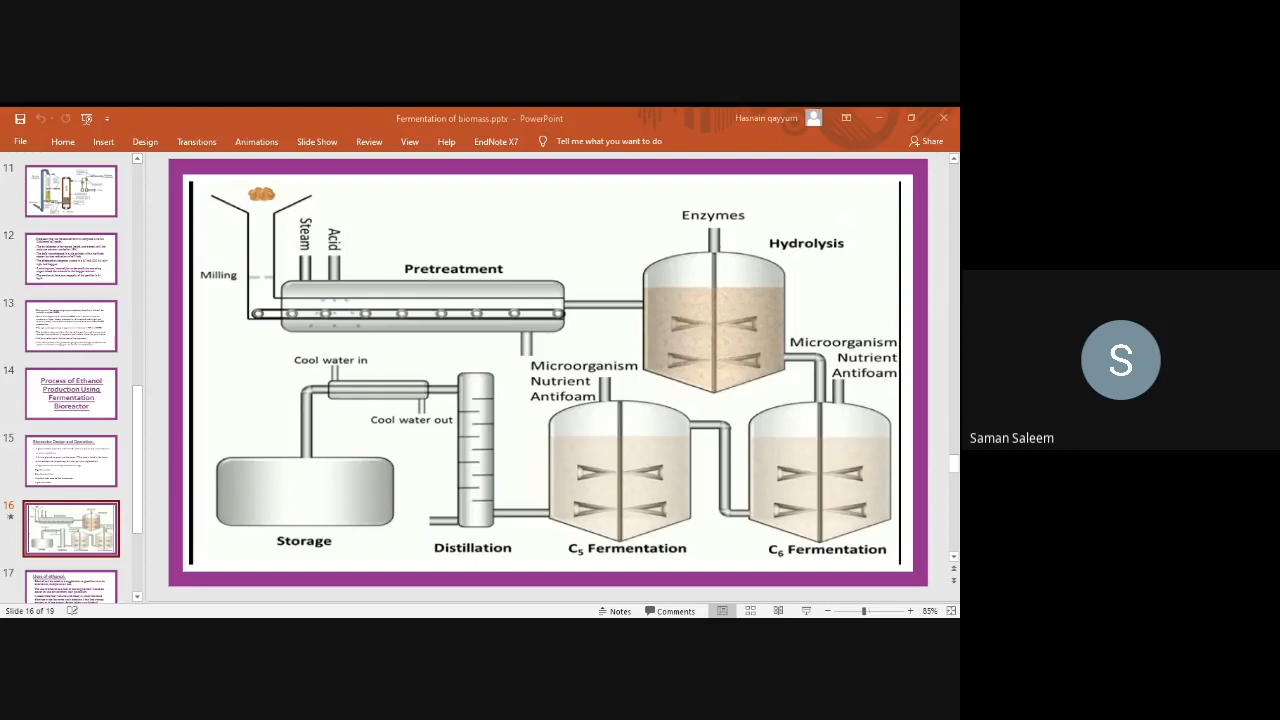 Fermentation of biomass.pptx - PowerPoint
Hasnain qayyum
File Home Insert Design Transitions Animations Slide Show Review View Help EndNote X7 Tell me what you want to do Share
11
12
13
14
Process of Ethanol
Production Using
Fermentation
Bioreactor
15
Bioreactor Design and Operation:
16
17
Uses of ethanol:
Steam
Acid
Milling
Pretreatment
Enzymes
Hydrolysis
Microorganism
Nutrient
Antifoam
Microorganism
Nutrient
Antifoam
Cool water in
Cool water out
Storage
Distillation
C5 Fermentation
C6 Fermentation
Slide 16 of 19
Notes Comments 85%
S
Saman Saleem